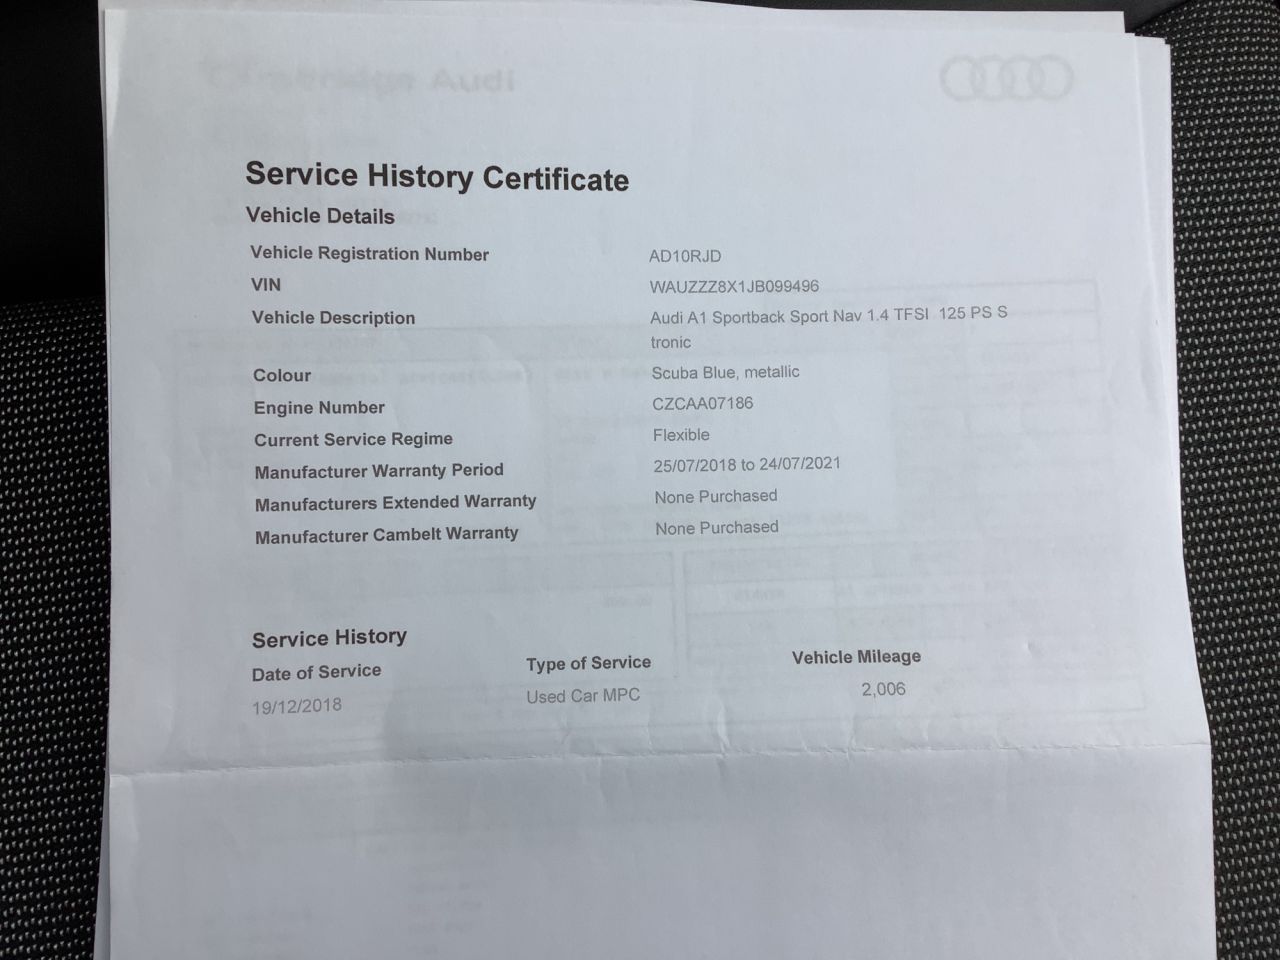 Audi
Service History Certificate
Vehicle Details
Vehicle Registration Number AD10RJD
VIN WAUZZZ8X1JB099496
Vehicle Description Audi A1 Sportback Sport Nav 1.4 TFSI 125 PS S
tronic
Colour Scuba Blue, metallic
Engine Number CZCAA07186
Current Service Regime Flexible
Manufacturer Warranty Period 25/07/2018 to 24/07/2021
Manufacturers Extended Warranty None Purchased
Manufacturer Cambelt Warranty None Purchased
Service History
Date of Service Type of Service Vehicle Mileage
19/12/2018 Used Car MPC 2,006